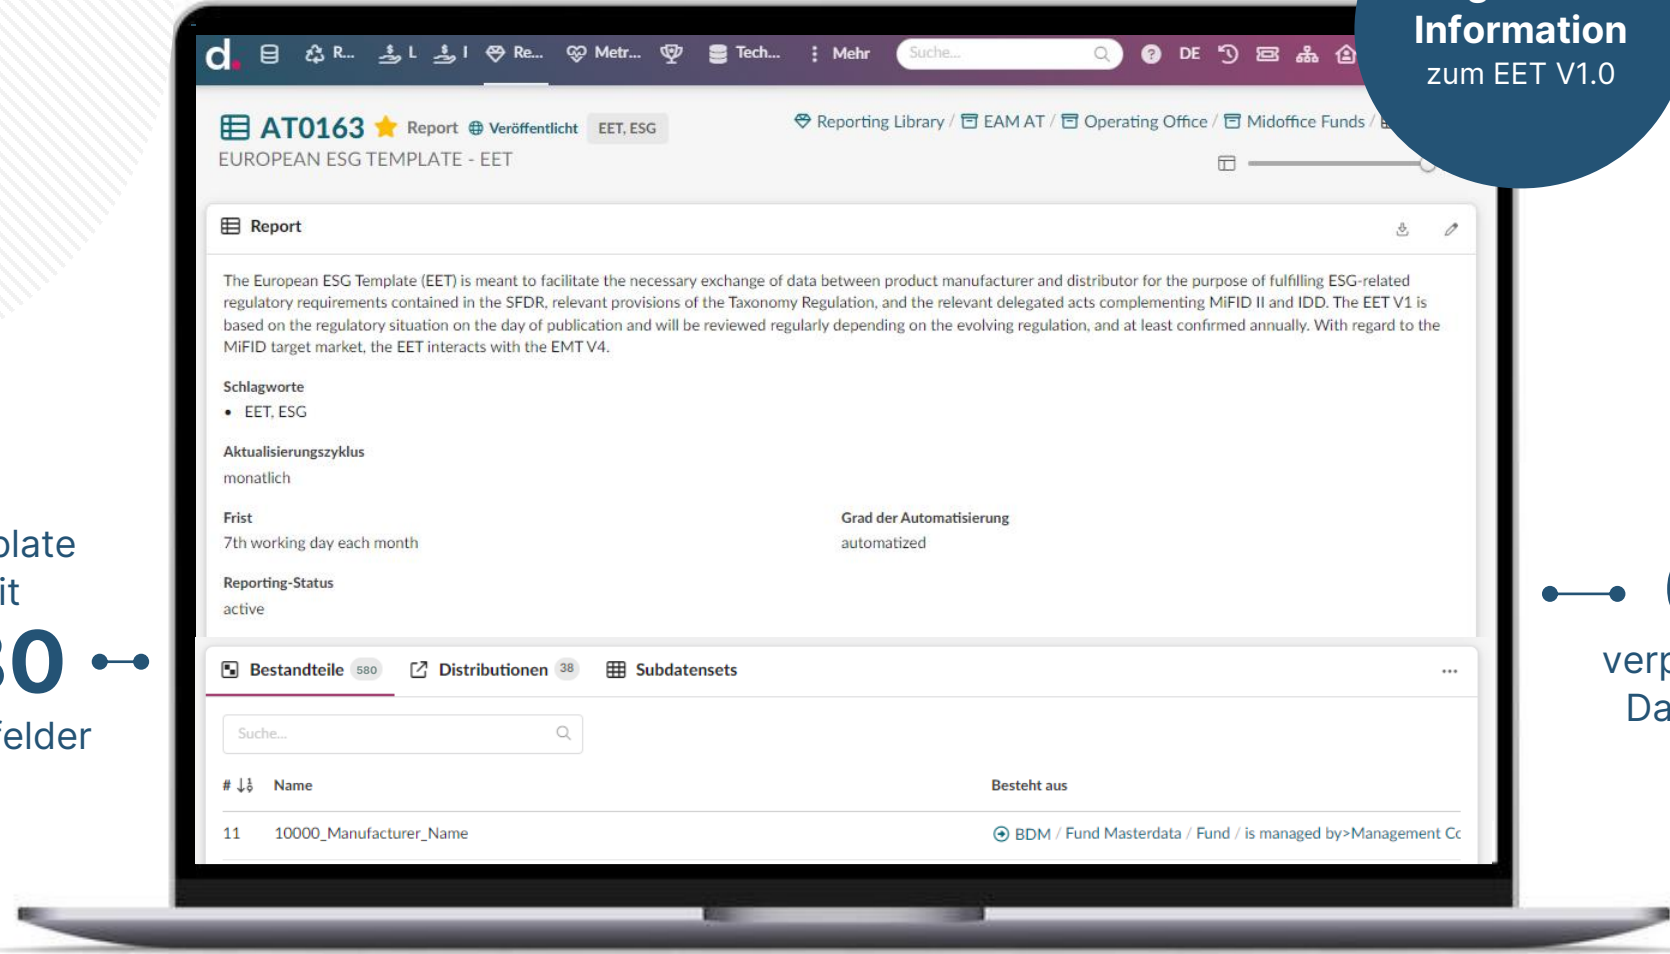 Information
zum EET V1.0
d. R... L I Re... Metr... Tech... Mehr Suche... DE
AT0163 Report Veröffentlicht EET, ESG
Reporting Library / EAM AT / Operating Office / Midoffice Funds /
EUROPEAN ESG TEMPLATE - EET
Report
The European ESG Template (EET) is meant to facilitate the necessary exchange of data between product manufacturer and distributor for the purpose of fulfilling ESG-related
regulatory requirements contained in the SFDR, relevant provisions of the Taxonomy Regulation, and the relevant delegated acts complementing MiFID II and IDD. The EET V1 is
based on the regulatory situation on the day of publication and will be reviewed regularly depending on the evolving regulation, and at least confirmed annually. With regard to the
MiFID target market, the EET interacts with the EMT V4.
Schlagworte
• EET, ESG
Aktualisierungszyklus
monatlich
Frist
7th working day each month
Grad der Automatisierung
automatized
Reporting-Status
active
Bestandteile 580 Distributionen 38 Subdatensets
Suche...
# Name Besteht aus
11 10000_Manufacturer_Name BDM / Fund Masterdata / Fund / is managed by>Management Co
plate
it
80
felder
verp
Da